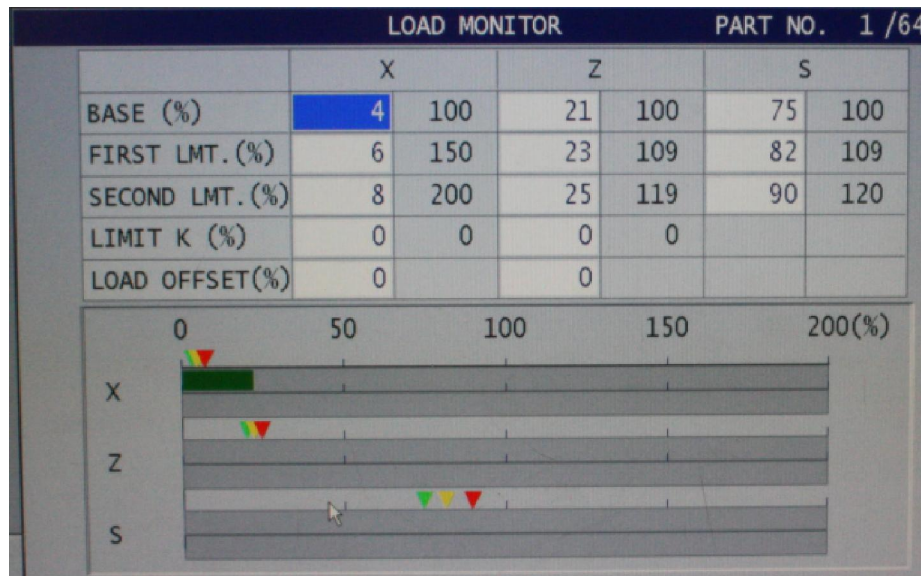 LOAD MONITOR PART NO. 1 /64
X Z S
BASE (%) 4 100 21 100 75 100
FIRST LMT.(%) 6 150 23 109 82 109
SECOND LMT.(%) 8 200 25 119 90 120
LIMIT K (%) 0 0 0 0
LOAD OFFSET(%) 0 0
0 50 100 150 200(%)
X
Z
S